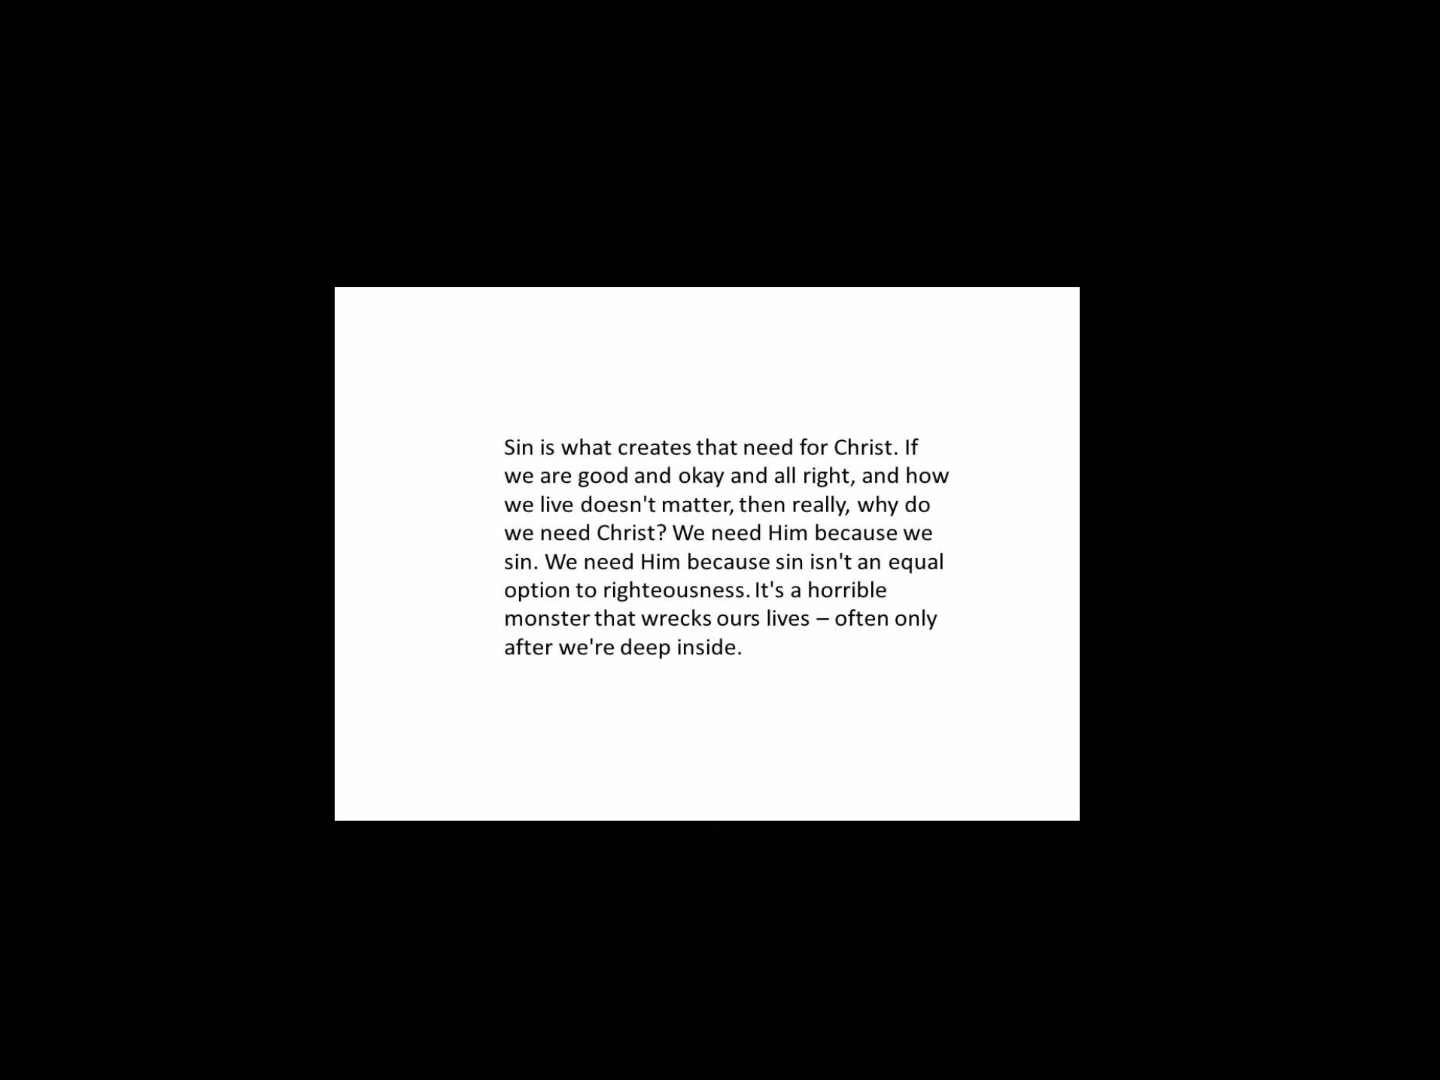 Sin is what creates that need for Christ. If
we are good and okay and all right, and how
we live doesn't matter, then really, why do
we need Christ? We need Him because we
sin. We need Him because sin isn't an equal
option to righteousness. It's a horrible
monster that wrecks ours lives – often only
after we're deep inside.